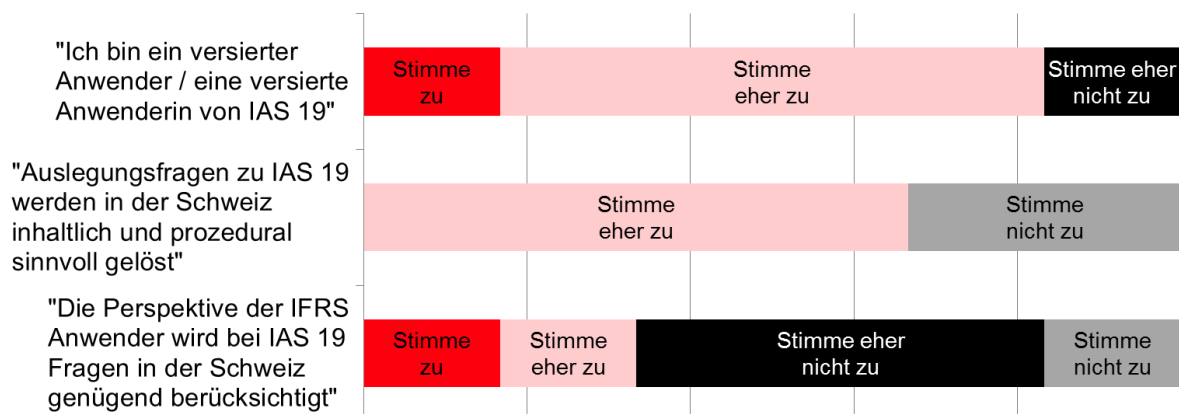 "Ich bin ein versierter
Anwender / eine versierte
Anwenderin von IAS 19"
Stimme
zu
Stimme
eher zu
Stimme eher
nicht zu
"Auslegungsfragen zu IAS 19
werden in der Schweiz
inhaltlich und prozedural
sinnvoll gelöst"
Stimme
eher zu
Stimme
nicht zu
"Die Perspektive der IFRS
Anwender wird bei IAS 19
Fragen in der Schweiz
genügend berücksichtigt"
Stimme
zu
Stimme
eher zu
Stimme eher
nicht zu
Stimme
nicht zu